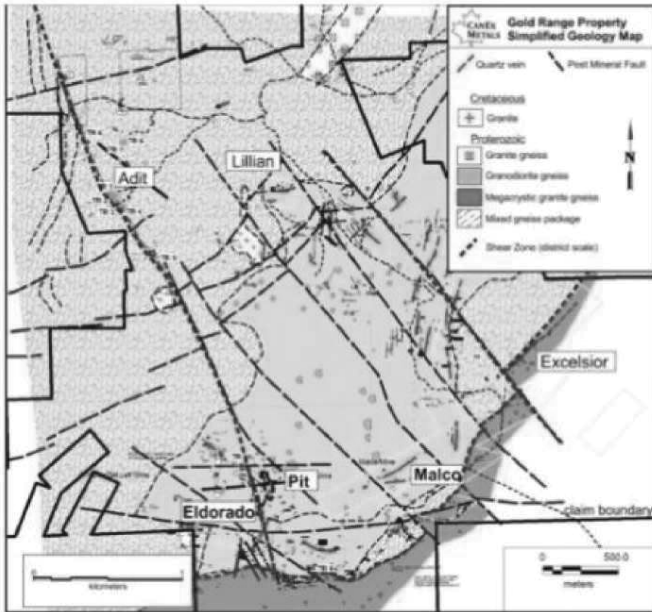 CANEX
METALS
Gold Range Property
Simplified Geology Map
Quartz vein
Post Mineral Fault
Cretaceous
Granite
Proterozoic
Granite gneiss
Granodiorite gneiss
Megacrystic granite gneiss
Mixed gneiss package
Shear Zone (district scale)
N
Lillian
Adit
Excelsior
Pit
Malco
Eldorado
claim boundary
0 500.0
meters
kilometers